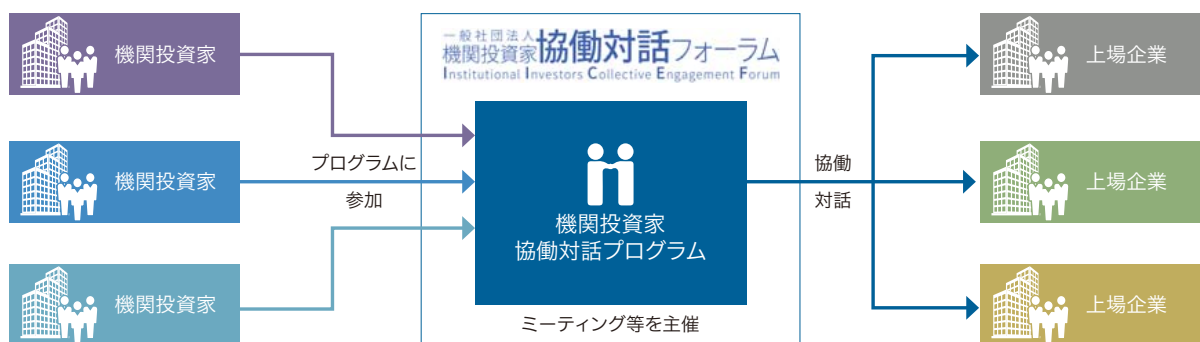 機関投資家
機関投資家
機関投資家
プログラムに
参加
一般社団法人
機関投資家協働対話フォーラム
Institutional Investors Collective Engagement Forum
機関投資家
協働対話プログラム
ミーティング等を主催
協働
対話
上場企業
上場企業
上場企業